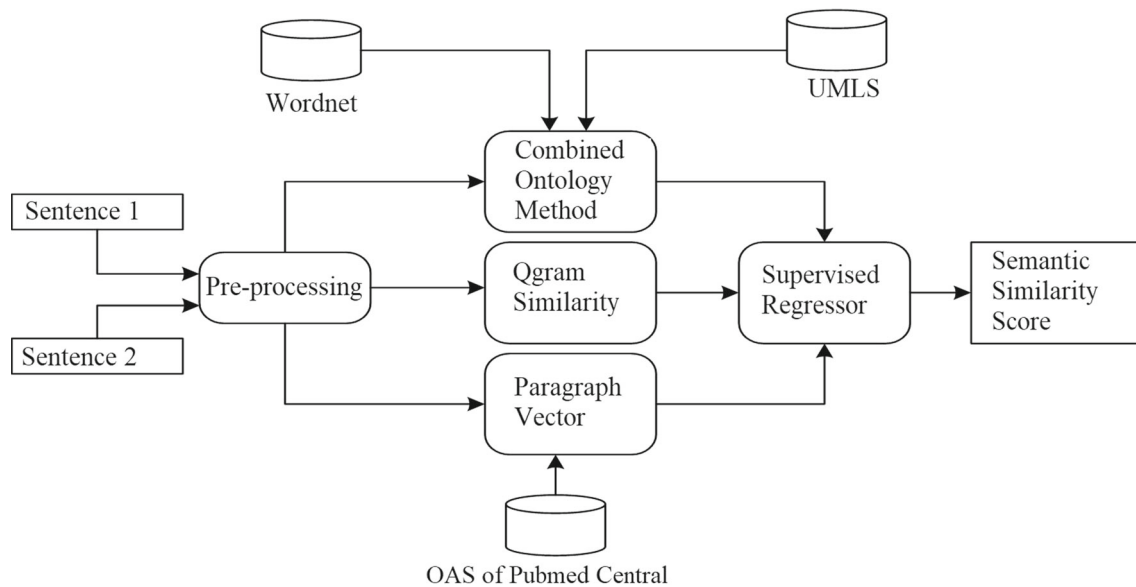 Wordnet
UMLS
Combined
Ontology
Method
Sentence 1
Pre-processing
Sentence 2
Qgram
Similarity
Paragraph
Vector
Supervised
Regressor
Semantic
Similarity
Score
OAS of Pubmed Central